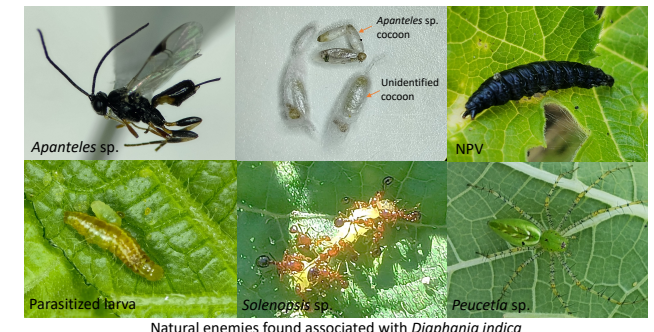 Apanteles sp.
Apanteles sp.
cocoon
Unidentified
cocoon
NPV
Parasitized larva
Solenopsis sp.
Peucetia sp.
Natural enemies found associated with Diaphania indica